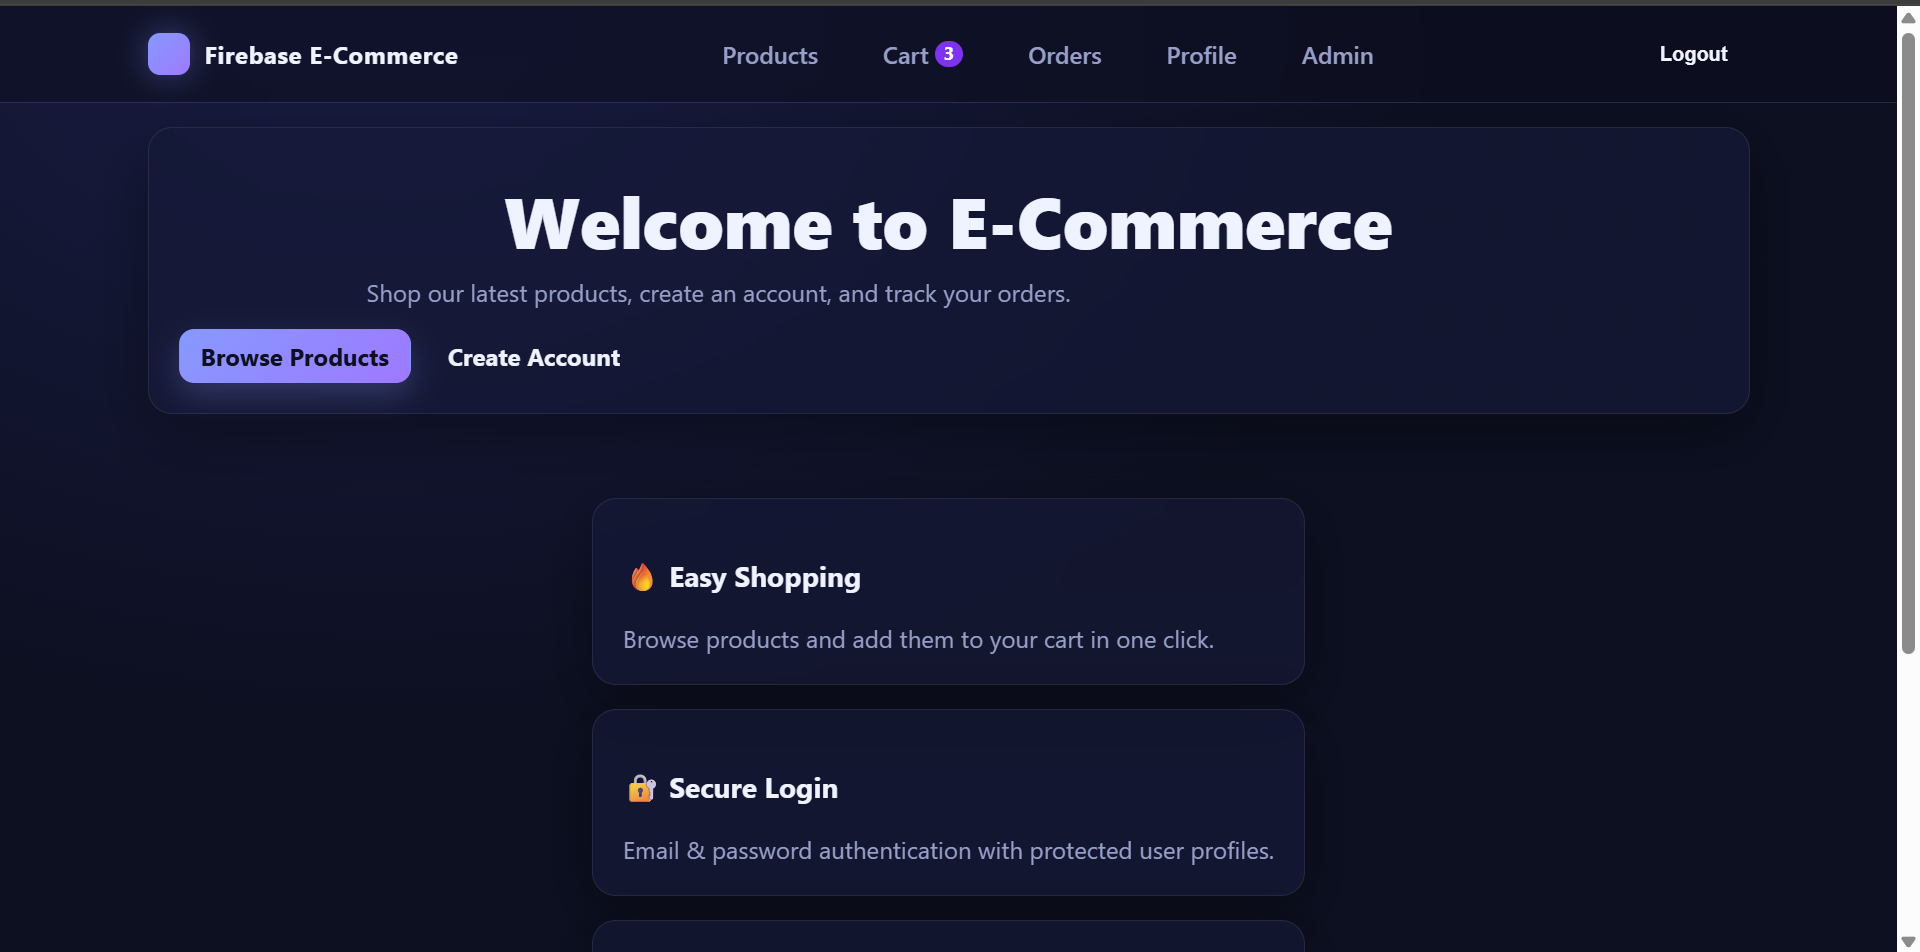 Firebase E-Commerce
Products
Cart 3
Orders
Profile
Admin
Logout
Welcome to E-Commerce
Shop our latest products, create an account, and track your orders.
Browse Products
Create Account
🔥 Easy Shopping
Browse products and add them to your cart in one click.
🔐 Secure Login
Email & password authentication with protected user profiles.